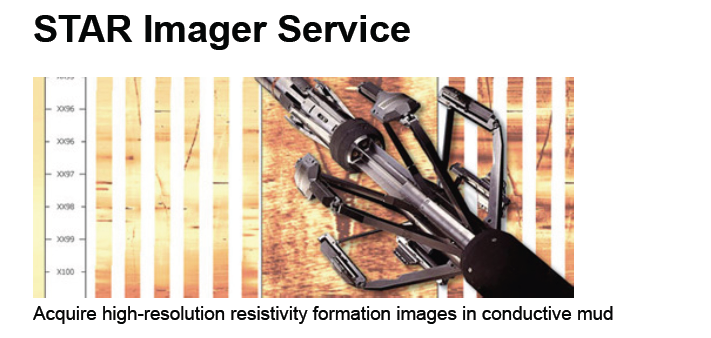 STAR Imager Service
XX96
XX96
XX97
XX98
XX99
X100
Acquire high-resolution resistivity formation images in conductive mud